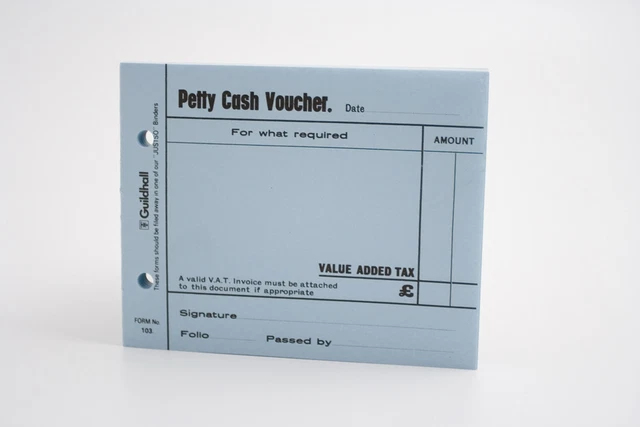 Petty Cash Voucher. Date
For what required
AMOUNT
VALUE ADDED TAX
A valid V.A.T. Invoice must be attached
to this document if appropriate
£
Signature
Folio Passed by
Guildhall
These forms should be filed away in one of our "JUSTSO" Binders
FORM No
103.